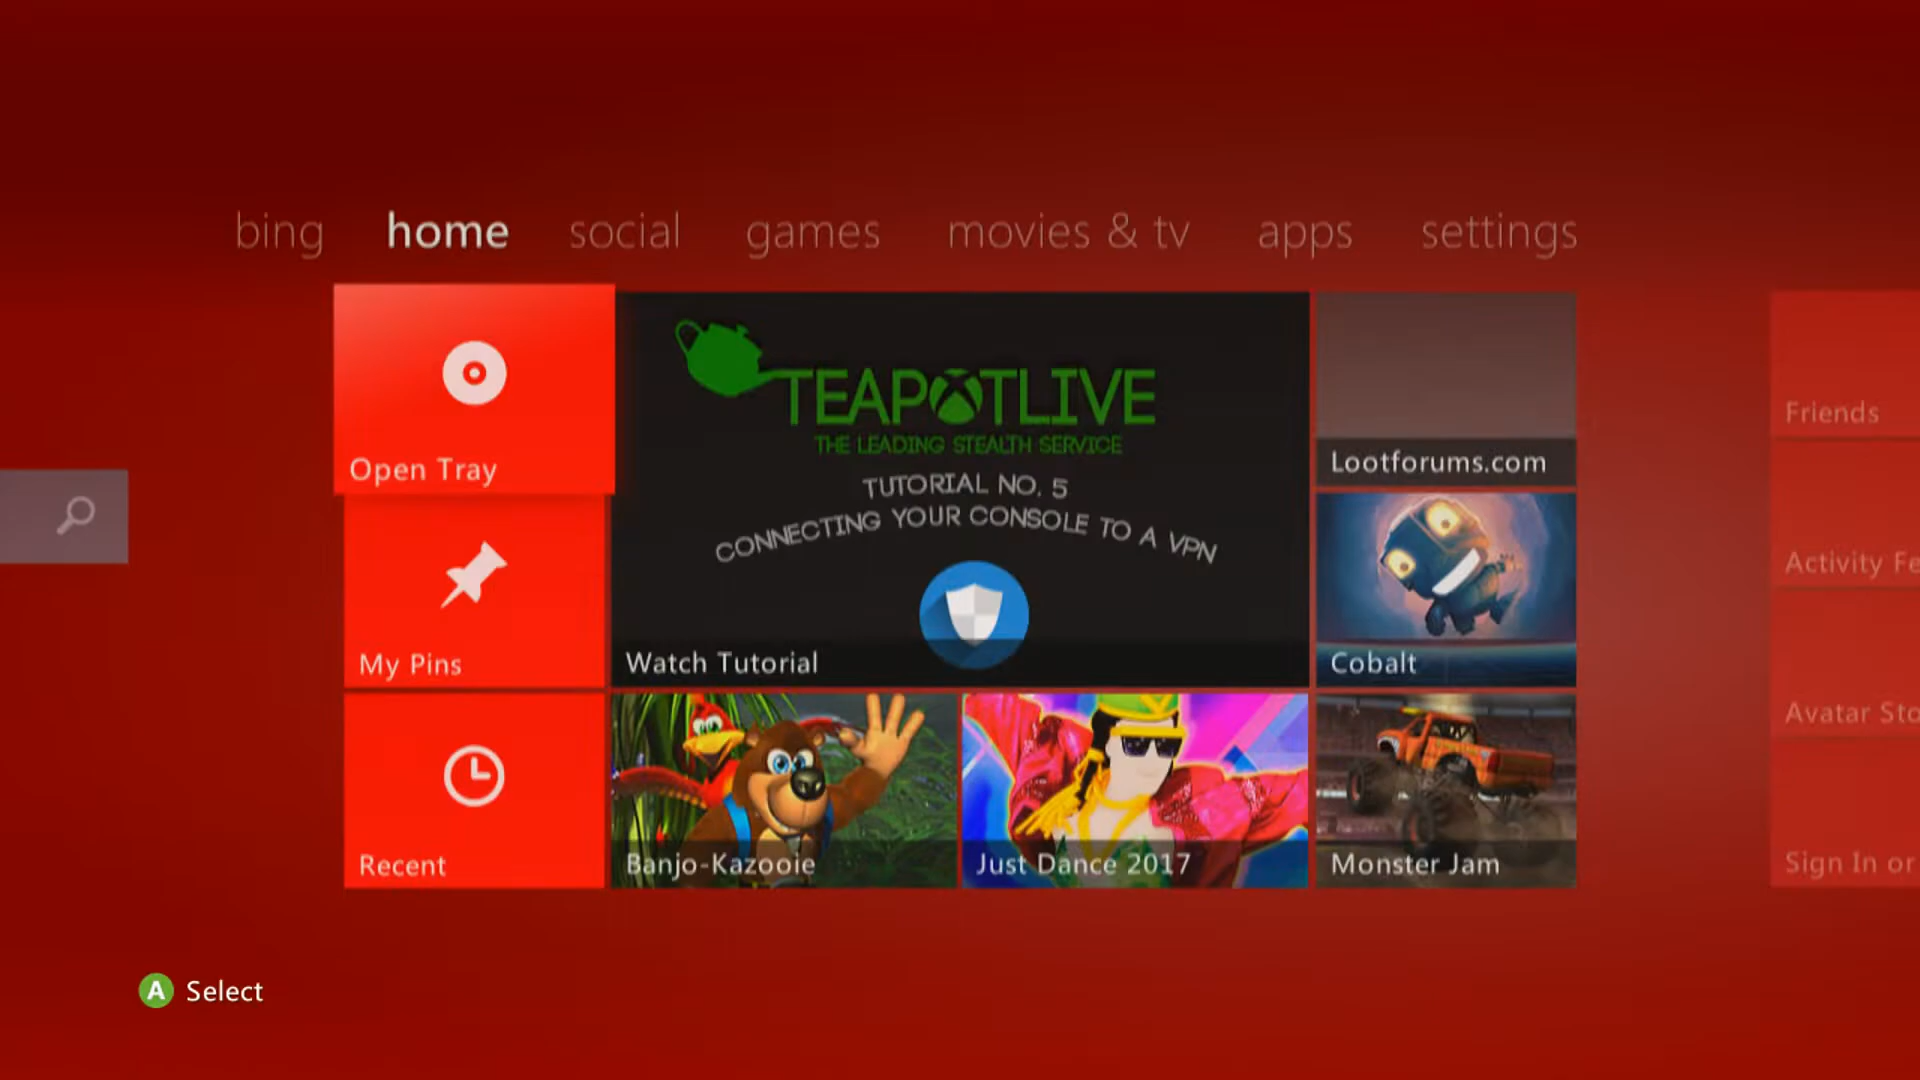 bing home social games movies & tv apps settings
Open Tray
My Pins
Recent
TEAPOTLIVE
THE LEADING STEALTH SERVICE
TUTORIAL NO. 5
CONNECTING YOUR CONSOLE TO A VPN
Watch Tutorial
Banjo-Kazooie
Just Dance 2017
Lootforums.com
Cobalt
Monster Jam
Friends
Activity Fe
Avatar Sto
Sign In or
A Select